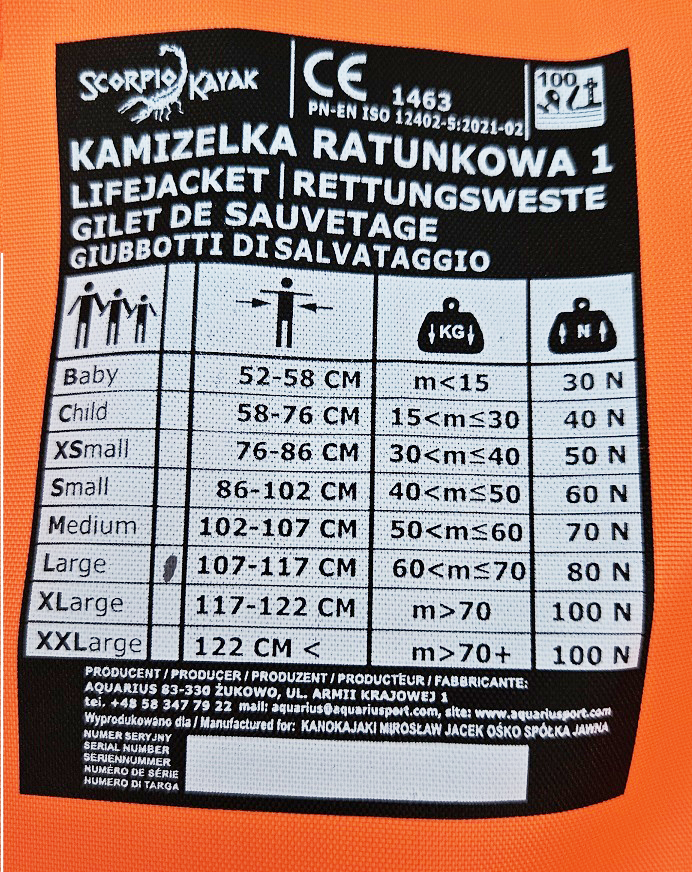 SCORPIO KAYAK
CE 1463
PN-EN ISO 12402-5:2021-02
100
KAMIZELKA RATUNKOWA 1
LIFEJACKET | RETTUNGSWESTE
GILET DE SAUVETAGE
GIUBBOTTI DI SALVATAGGIO
KG N
Baby 52-58 CM m<15 30 N
Child 58-76 CM 15<m≤30 40 N
XSmall 76-86 CM 30<m≤40 50 N
Small 86-102 CM 40<m≤50 60 N
Medium 102-107 CM 50<m≤60 70 N
Large 107-117 CM 60<m≤70 80 N
XLarge 117-122 CM m>70 100 N
XXLarge 122 CM < m>70+ 100 N
PRODUCENT / PRODUCER / PRODUZENT / PRODUCTEUR / FABBRICANTE:
AQUARIUS 83-330 ŻUKOWO, UL. ARMII KRAJOWEJ 1
tel. +48 58 347 79 22 mail: aquarius@aquariusport.com, site: www.aquariusport.com
Wyprodukowano dla / Manufactured for: KANOKAJAKI MIROSŁAW JACEK OŚKO SPÓŁKA JAWNA
NUMER SERYJNY
SERIAL NUMBER
SERIENNUMMER
NUMÉRO DE SÉRIE
NUMERO DI TARGA